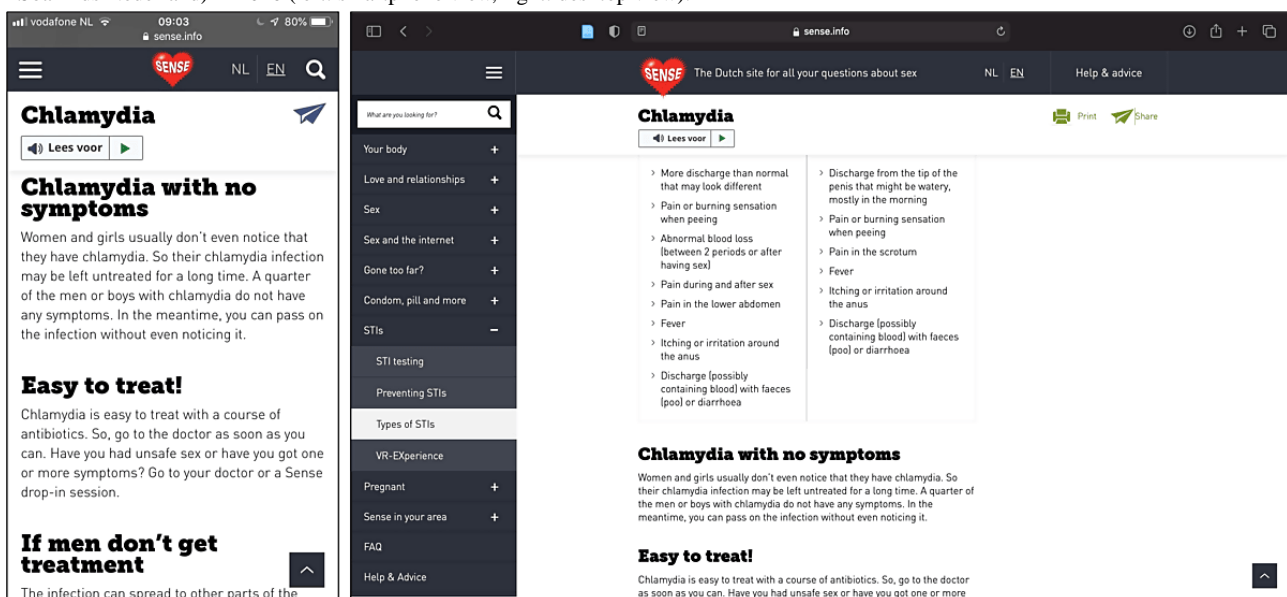 vodafone NL 09:03 80%
sense.info
SENSE NL EN
Chlamydia
Lees voor
Chlamydia with no
symptoms
Women and girls usually don't even notice that
they have chlamydia. So their chlamydia infection
may be left untreated for a long time. A quarter
of the men or boys with chlamydia do not have
any symptoms. In the meantime, you can pass on
the infection without even noticing it.
Easy to treat!
Chlamydia is easy to treat with a course of
antibiotics. So, go to the doctor as soon as you
can. Have you had unsafe sex or have you got one
or more symptoms? Go to your doctor or a Sense
drop-in session.
If men don't get
treatment
The infection can spread to other parts of the
sense.info
SENSE The Dutch site for all your questions about sex NL EN Help & advice
What are you looking for?
Your body +
Love and relationships +
Sex +
Sex and the internet +
Gone too far? +
Condom, pill and more +
STIs −
STI testing
Preventing STIs
Types of STIs
VR-EXperience
Pregnant +
Sense in your area +
FAQ
Help & Advice
Chlamydia
Print Share
Lees voor
> More discharge than normal
that may look different
> Pain or burning sensation
when peeing
> Abnormal blood loss
(between 2 periods or after
having sex)
> Pain during and after sex
> Pain in the lower abdomen
> Fever
> Itching or irritation around
the anus
> Discharge (possibly
containing blood) with faeces
(poo) or diarrhoea
> Discharge from the tip of the
penis that might be watery,
mostly in the morning
> Pain or burning sensation
when peeing
> Pain in the scrotum
> Fever
> Itching or irritation around
the anus
> Discharge (possibly
containing blood) with faeces
(poo) or diarrhoea
Chlamydia with no symptoms
Women and girls usually don't even notice that they have chlamydia. So
their chlamydia infection may be left untreated for a long time. A quarter of
the men or boys with chlamydia do not have any symptoms. In the
meantime, you can pass on the infection without even noticing it.
Easy to treat!
Chlamydia is easy to treat with a course of antibiotics. So, go to the doctor
as soon as you can. Have you had unsafe sex or have you got one or more